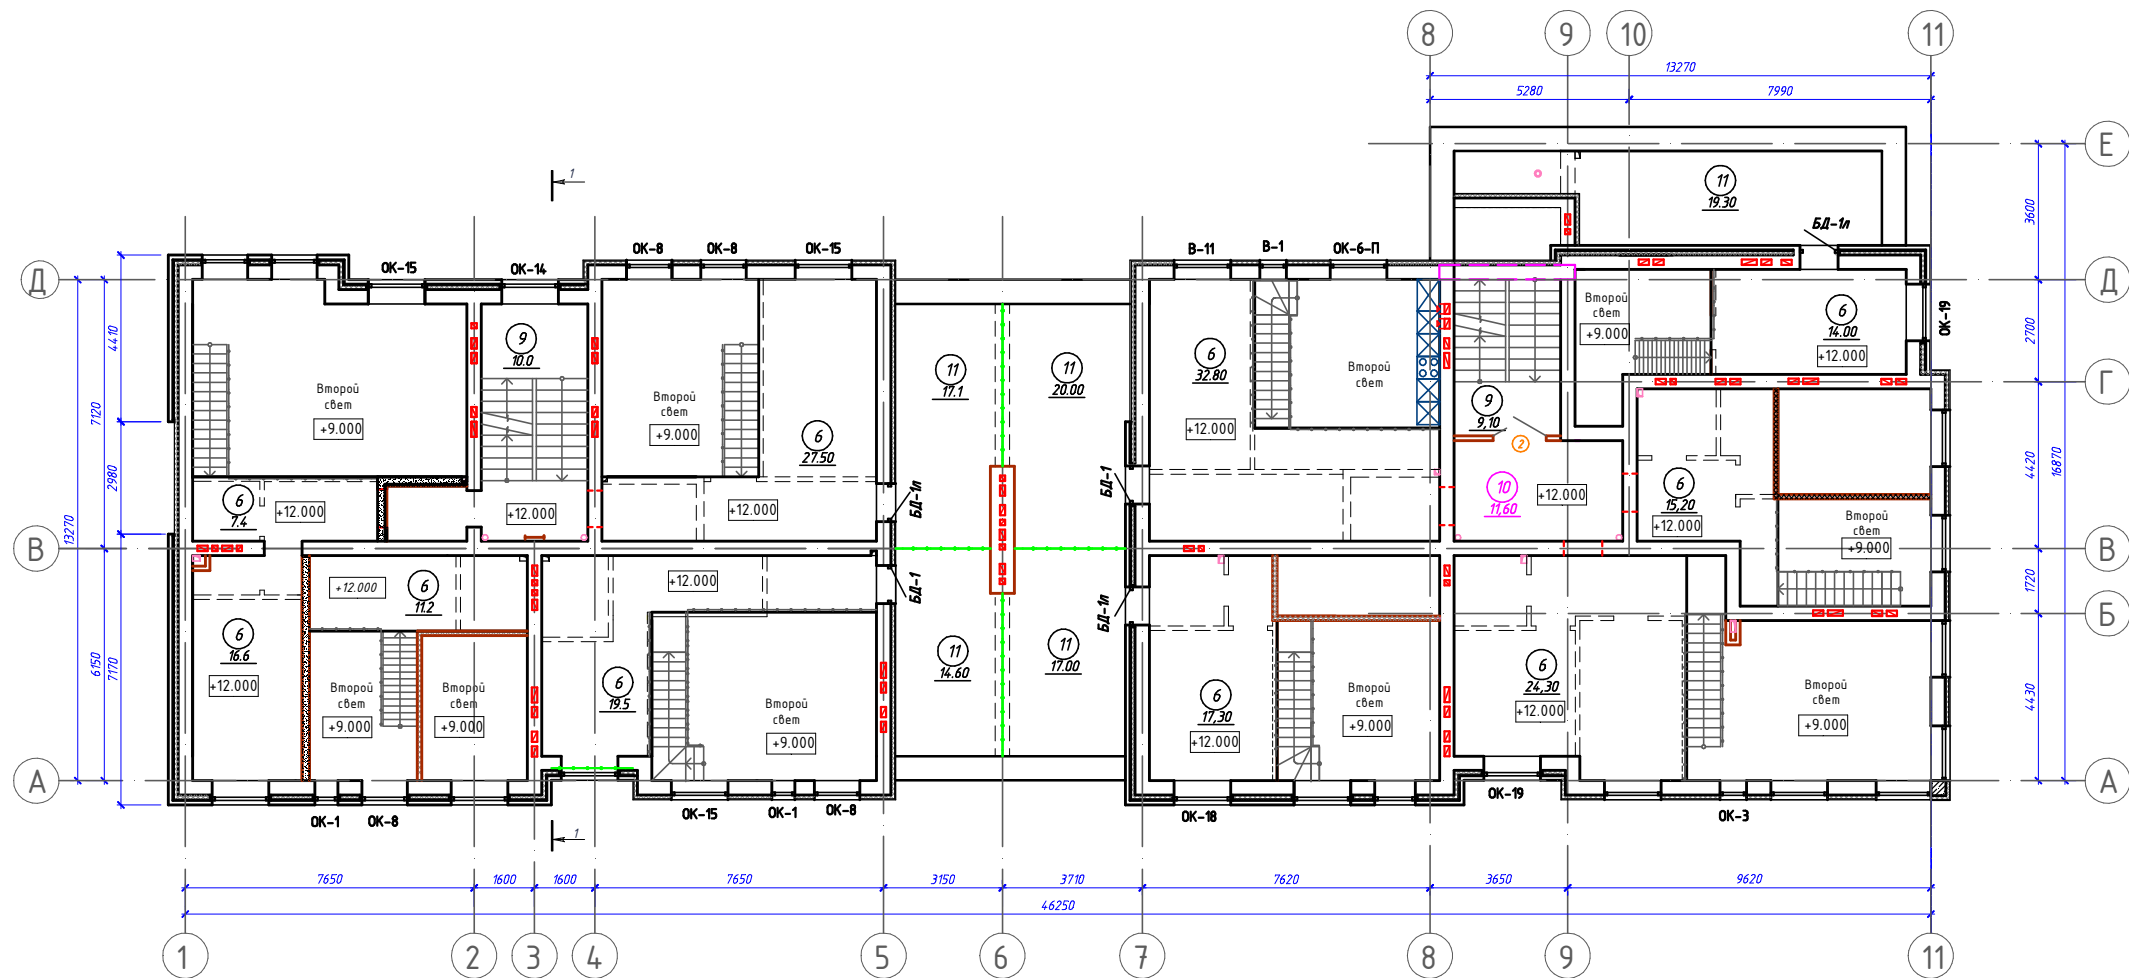 8
9
10
11
13270
5280
7990
Е
11
19.30
БД-1л
3600
1
ОК-8
ОК-8
ОК-15
В-11
В-1
ОК-6-П
ОК-15
ОК-14
Д
Д
9
10.0
Второй
свет
+9.000
6
14.00
+12.000
ОК-19
2700
4410
6
32.80
11
17.1
11
20.00
Второй
свет
Г
Второй
свет
+9.000
Второй
свет
+9.000
9
9,10
7120
+12.000
6
27.50
2
4420
16870
2980
13270
6
7.4
+12.000
+12.000
+12.000
БД-1л
БД-1
10
11,60
+12.000
6
15,20
+12.000
Второй
свет
+9.000
В
В
+12.000
6
11.2
+12.000
БД-1
БД-1л
1720
Б
6
16.6
+12.000
6150
7170
11
14.60
11
17.00
6
24,30
+12.000
4430
Второй
свет
+9.000
Второй
свет
+9.000
6
19.5
Второй
свет
+9.000
6
17,30
+12.000
Второй
свет
+9.000
Второй
свет
+9.000
А
А
ОК-1
ОК-8
ОК-15
ОК-1
ОК-8
ОК-18
ОК-19
ОК-3
1
7650
1600
1600
7650
3150
3710
7620
3650
9620
46250
1
2
3
4
5
6
7
8
9
11